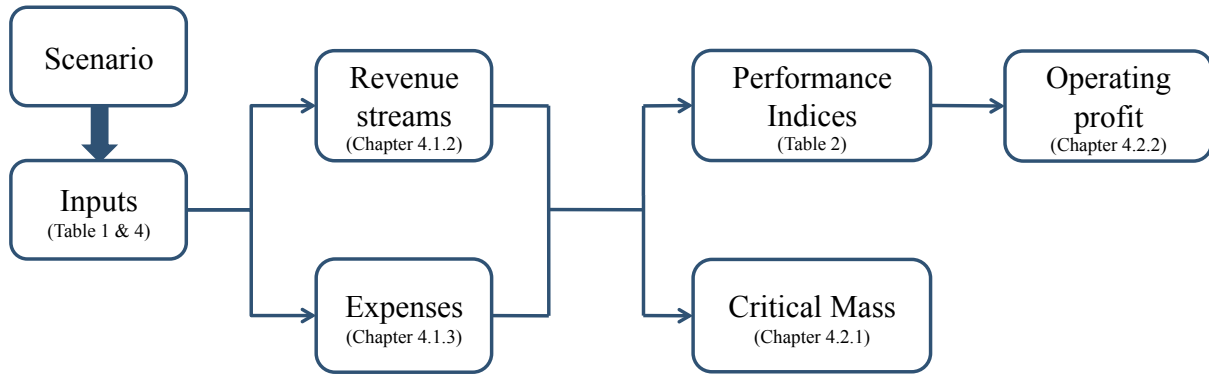 Scenario
Inputs
(Table 1 & 4)
Revenue
streams
(Chapter 4.1.2)
Expenses
(Chapter 4.1.3)
Performance
Indices
(Table 2)
Critical Mass
(Chapter 4.2.1)
Operating
profit
(Chapter 4.2.2)